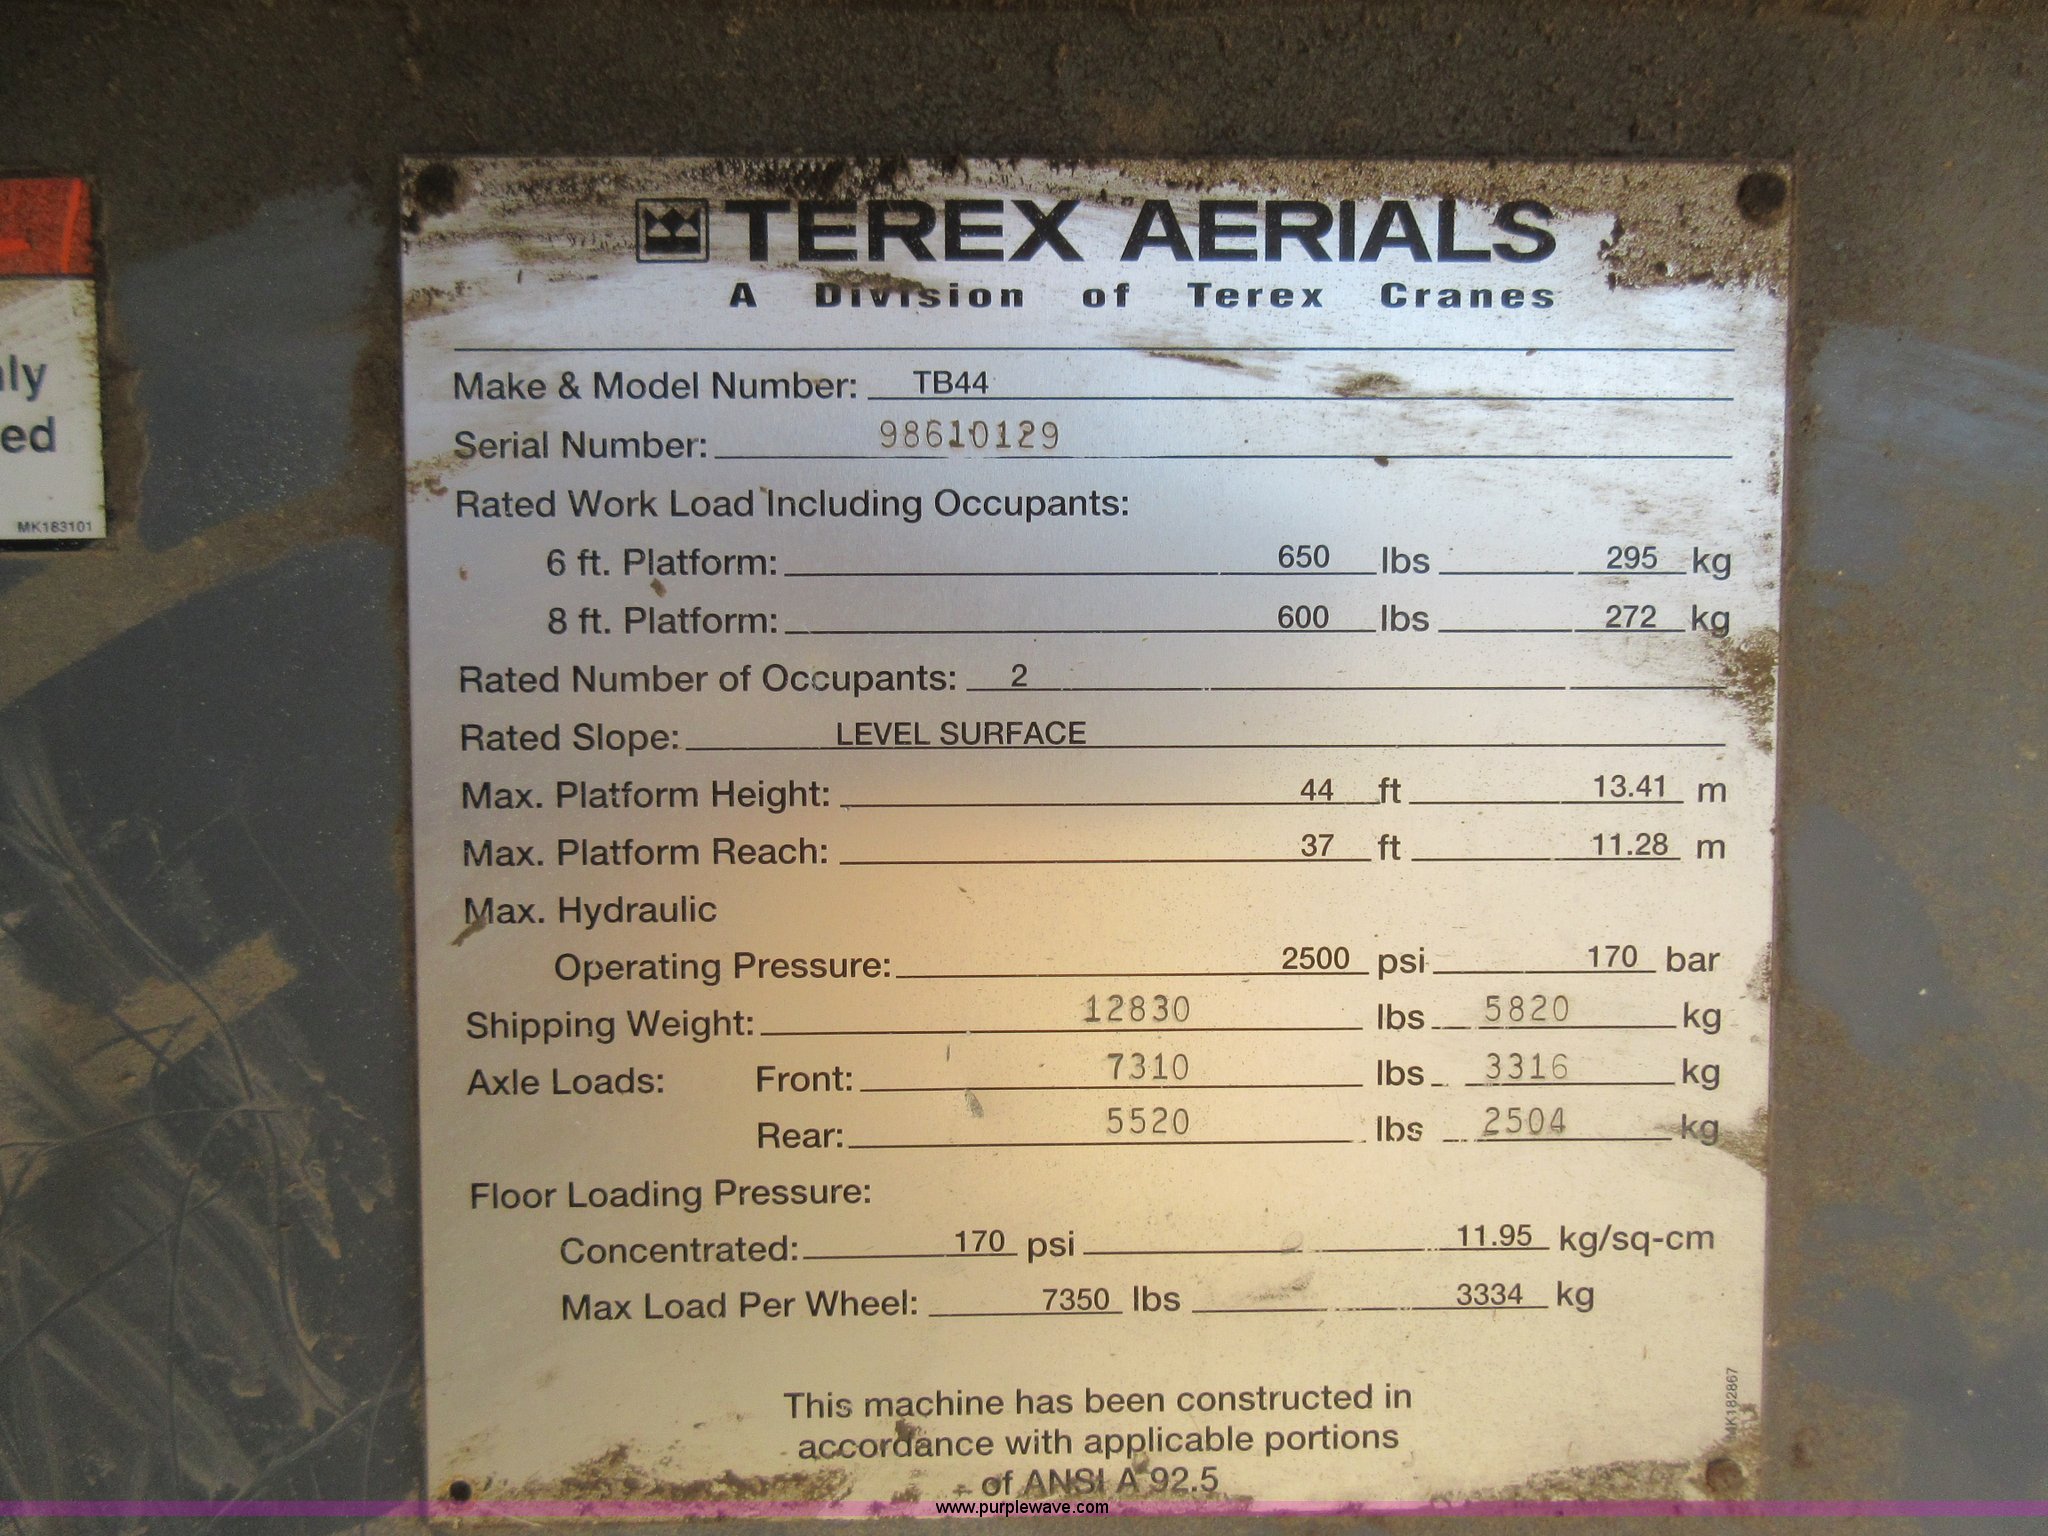 TEREX AERIALS
A Division of Terex Cranes
Make & Model Number: TB44
Serial Number: 98610129
Rated Work Load Including Occupants:
6 ft. Platform: 650 lbs 295 kg
8 ft. Platform: 600 lbs 272 kg
Rated Number of Occupants: 2
Rated Slope: LEVEL SURFACE
Max. Platform Height: 44 ft 13.41 m
Max. Platform Reach: 37 ft 11.28 m
Max. Hydraulic
Operating Pressure: 2500 psi 170 bar
Shipping Weight: 12830 lbs 5820 kg
Axle Loads: Front: 7310 lbs 3316 kg
Rear: 5520 lbs 2504 kg
Floor Loading Pressure:
Concentrated: 170 psi 11.95 kg/sq-cm
Max Load Per Wheel: 7350 lbs 3334 kg
This machine has been constructed in
accordance with applicable portions
of ANSI A 92.5
MK182867
ly
ed
MK183101
www.purplewave.com